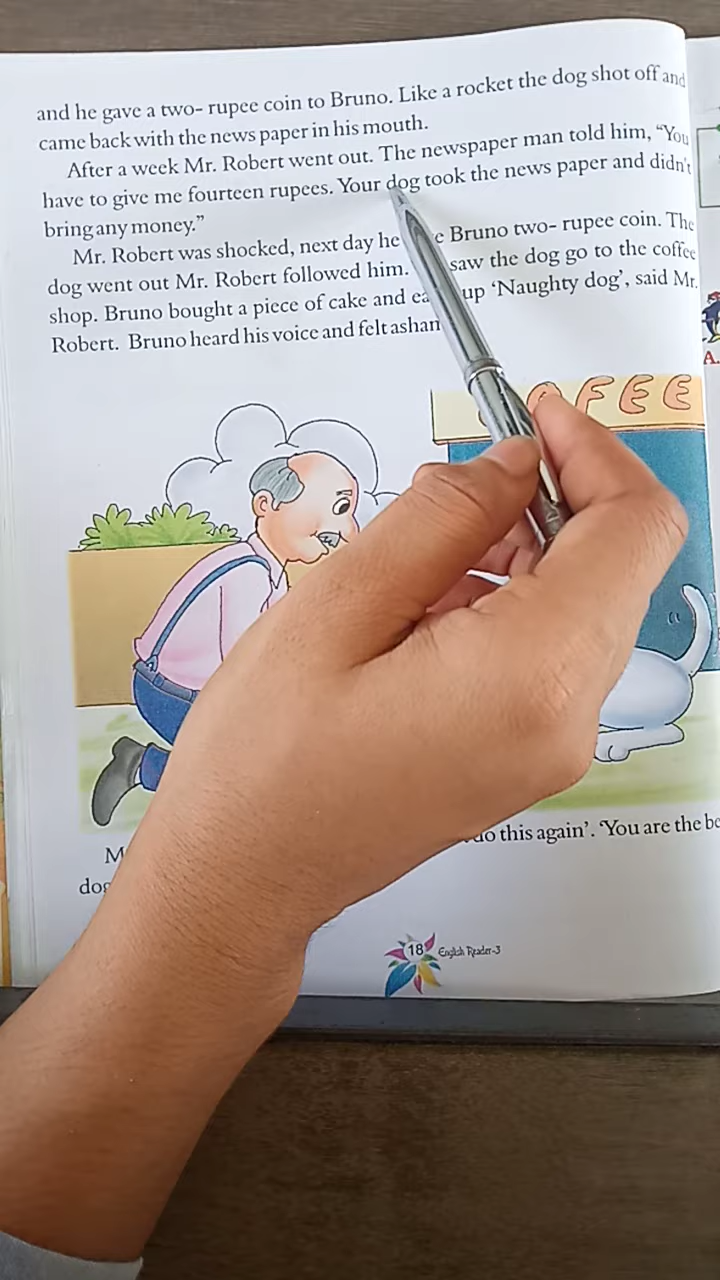 and he gave a two- rupee coin to Bruno. Like a rocket the dog shot off and
came back with the news paper in his mouth.
After a week Mr. Robert went out. The newspaper man told him, “You
have to give me fourteen rupees. Your dog took the news paper and didn't
bring any money.”
Mr. Robert was shocked, next day he Bruno two- rupee coin. The
dog went out Mr. Robert followed him. saw the dog go to the coffee
shop. Bruno bought a piece of cake and up ‘Naughty dog’, said Mr.
Robert. Bruno heard his voice and felt
FEE
A.
do this again’. ‘You are the
18 English Reader-3